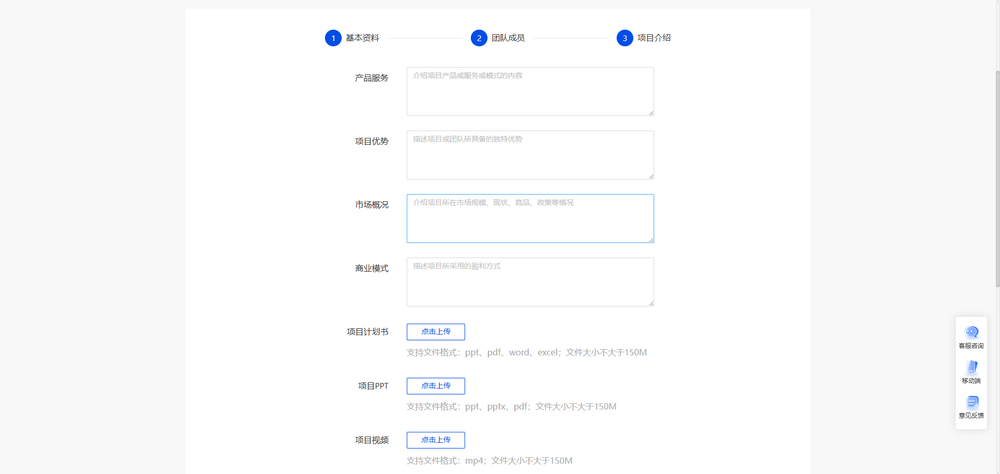 1 基本资料 2 团队成员 3 项目介绍
产品服务 介绍项目产品或服务或模式的内容
项目优势 描述项目或团队所具备的独特优势
市场概况 介绍项目所在市场规模、现状、竟品、政策等情况
商业模式 描述项目所采用的盈利方式
项目计划书 点击上传
支持文件格式：ppt、pdf、word、excel；文件大小不大于150M
项目PPT 点击上传
支持文件格式：ppt、pptx、pdf；文件大小不大于150M
项目视频 点击上传
支持文件格式：mp4；文件大小不大于150M
客服咨询
移动端
意见反馈